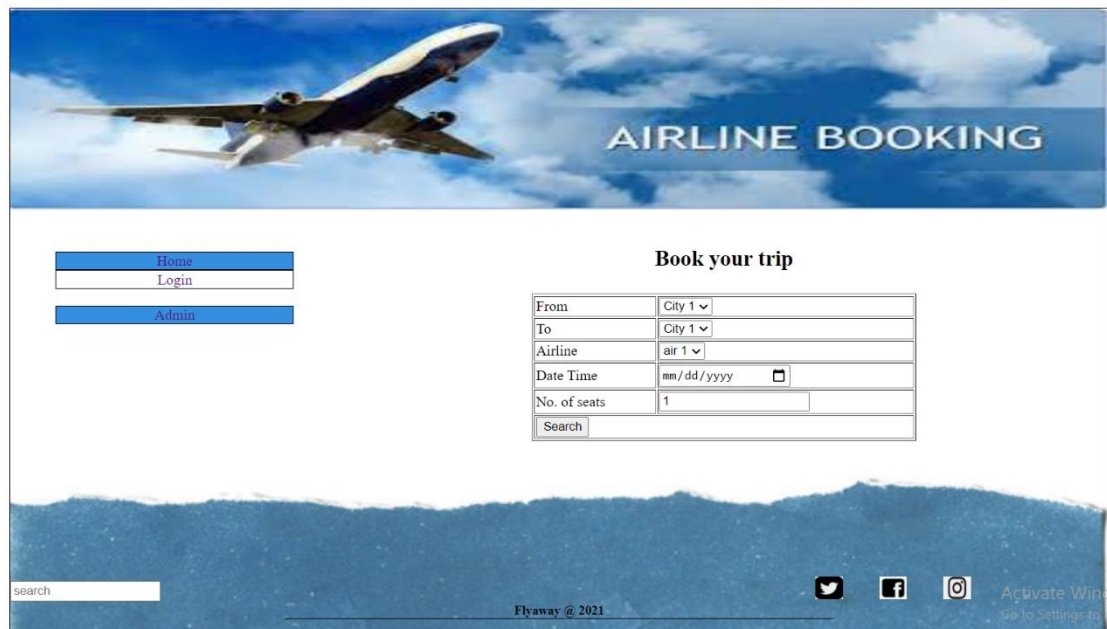 AIRLINE BOOKING
Home
Login
Admin
Book your trip
From City 1
To City 1
Airline air 1
Date Time mm/dd/yyyy
No. of seats 1
Search
search
Flyaway @ 2021
Activate Win
Go to Settings to